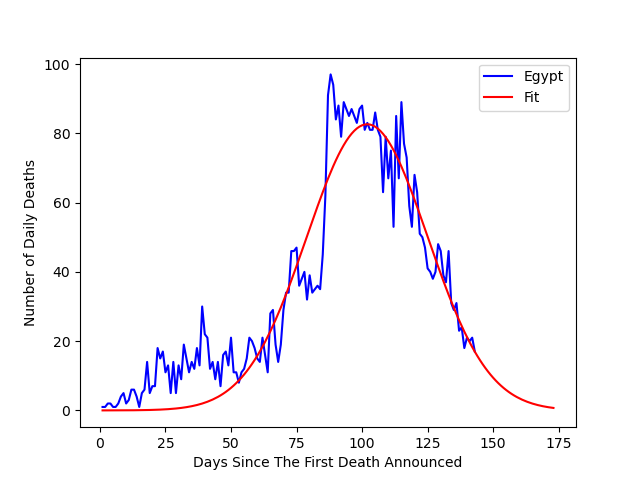 Egypt
Fit
100
80
60
40
20
0
Number of Daily Deaths
0 25 50 75 100 125 150 175
Days Since The First Death Announced